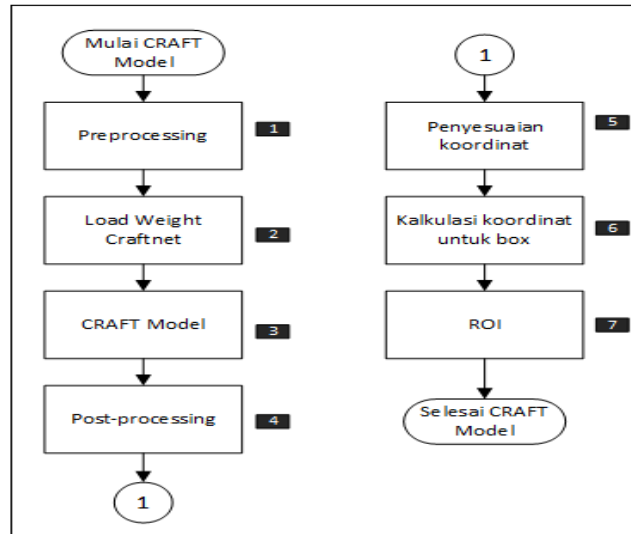 Mulai CRAFT
Model
Preprocessing
1
Load Weight
Craftnet
2
CRAFT Model
3
Post-processing
4
1
1
Penyesuaian
koordinat
5
Kalkulasi koordinat
untuk box
6
ROI
7
Selesai CRAFT
Model